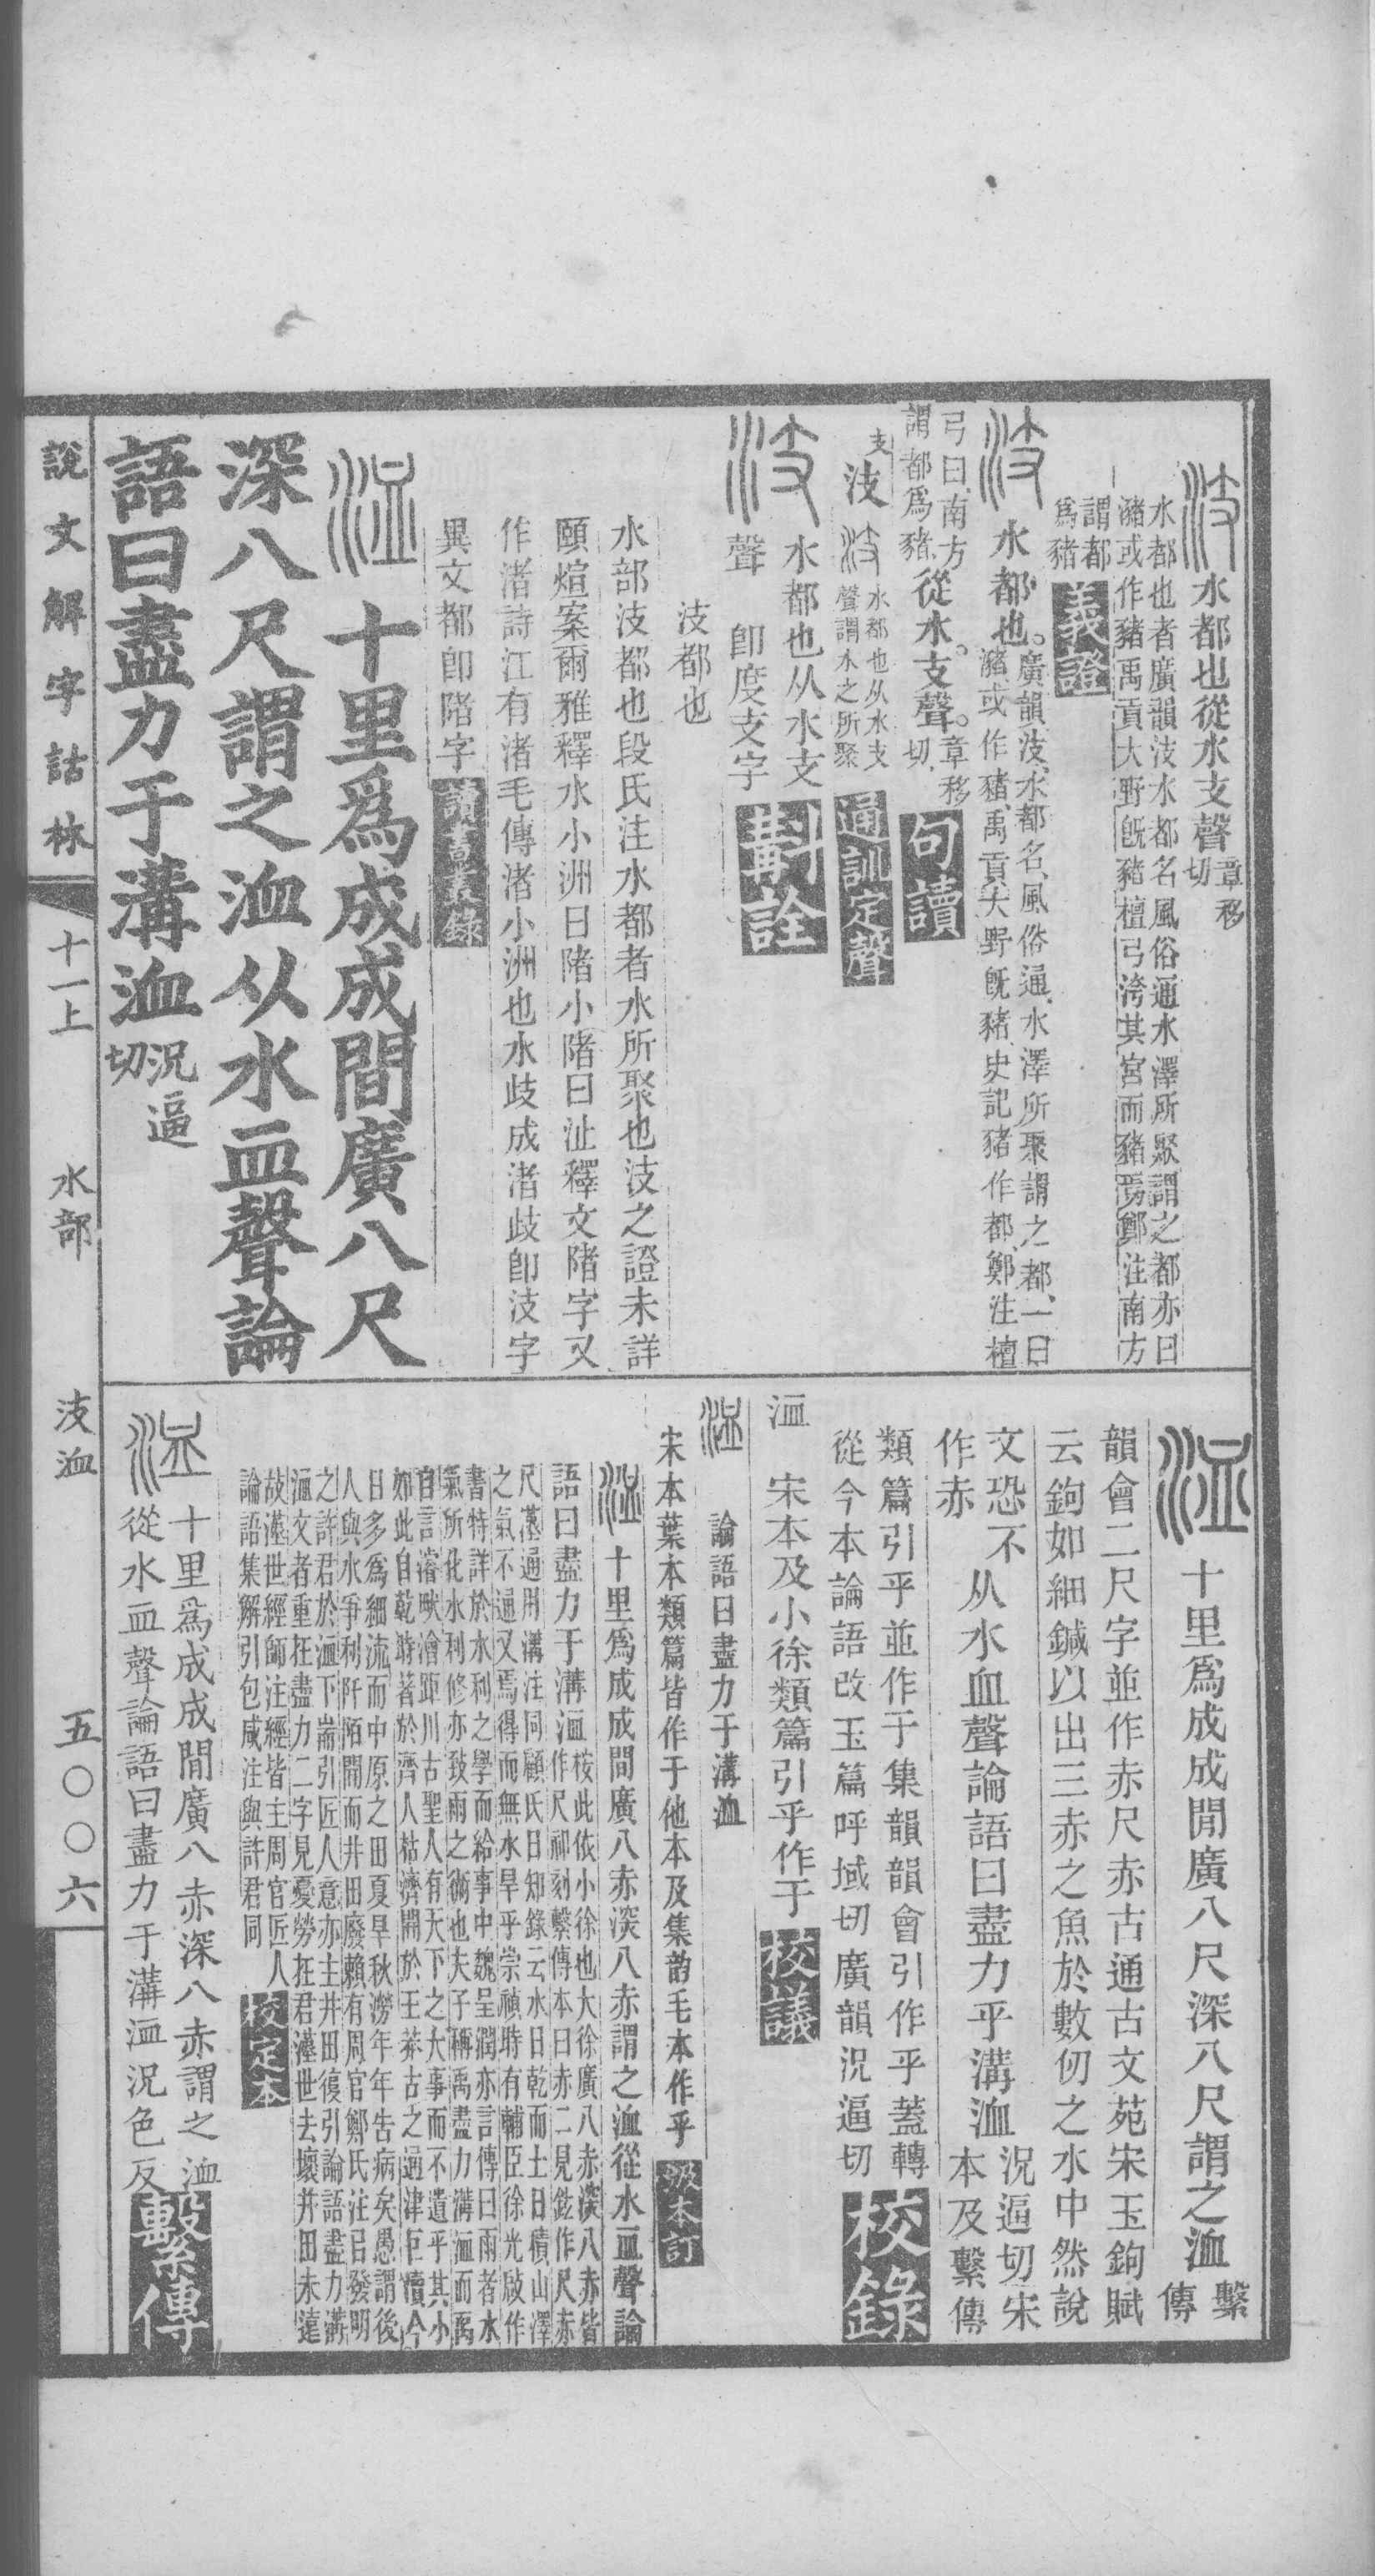 水都也從水支聲章移切
水都也者廣韻汥水都名風俗通水澤所聚謂之都亦曰
瀦或作豬禹貢大野旣豬檀弓洿其宮而豬焉鄭注南方
謂都爲豬 義證
水都也。廣韻汥、水都名、風俗通、水澤所聚謂之都、一曰
瀦或作豬、禹貢大野旣豬、史記豬作都、鄭注檀
弓曰、南方謂都爲豬、從水。支聲。章移切、 句讀
支汥 水都也从水支
聲謂水之所聚 通訓定聲
水都也从水支
聲 卽度支字 斠詮
汥都也
水部汥都也段氏注水都者水所聚也汥之證未詳
頤煊案爾雅釋水小洲曰陼小陼曰沚釋文陼字又
作渚詩江有渚毛傳渚小洲也水歧成渚歧卽汥字
異文都卽陼字 讀書叢錄
十里爲成成間廣八尺
深八尺謂之洫从水血聲論
語曰盡力于溝洫況逼切
十里爲成成閒廣八尺深八尺謂之洫繫傳
韻會二尺字並作赤尺赤古通古文苑宋玉鉤賦
云鉤如細鍼以出三赤之魚於數仞之水中然說
文恐不作赤 从水血聲論語曰盡力乎溝洫況逼切宋本及繫傳
類篇引乎並作于集韻韻會引作乎蓋轉
從今本論語改玉篇呼域切廣韻況逼切 校錄
洫 宋本及小徐類篇引乎作于 校議
論語曰盡力于溝洫
宋本葉本類篇皆作于他本及集韵毛本作乎 汲本訂
十里爲成成間廣八赤深八赤謂之洫從水血聲論
語曰盡力于溝洫桉此依小徐也大徐廣八赤深八赤皆
作尺祁刻繫傳本曰赤二見鉉作尺赤
尺漢通用溝注同顧氏日知錄云水日乾而土日積山澤
之氣不通又焉得而無水旱乎崇禎時有輔臣徐光啟作
書特詳於水利之學而給事中魏呈潤亦言傳曰雨者水
氣所化水利修亦致雨之術也夫子稱禹盡力溝洫而禹
自言濬畎澮距川古聖人有天下之大事而不遺乎其小
如此自乾時著於齊人枯濟開於王莽古之通津巨瀆今
日多爲細流而中原之田夏旱秋澇年年告病矣愚謂後
人與水爭利阡陌開而井田廢賴有周官鄭氏注發明
之許君於洫下耑引匠人意亦主井田復引論語盡力溝
洫文者重在盡力二字見憂勞在君漢世去壞井田未遠
故漢世經師注經皆主周官匠人
論語集解引包咸注與許君同 校定本
十里爲成成閒廣八赤深八赤謂之洫
從水血聲論語曰盡力于溝洫況色反 繫傳
說文解字詁林 十一上 水部 汥洫 五〇〇六